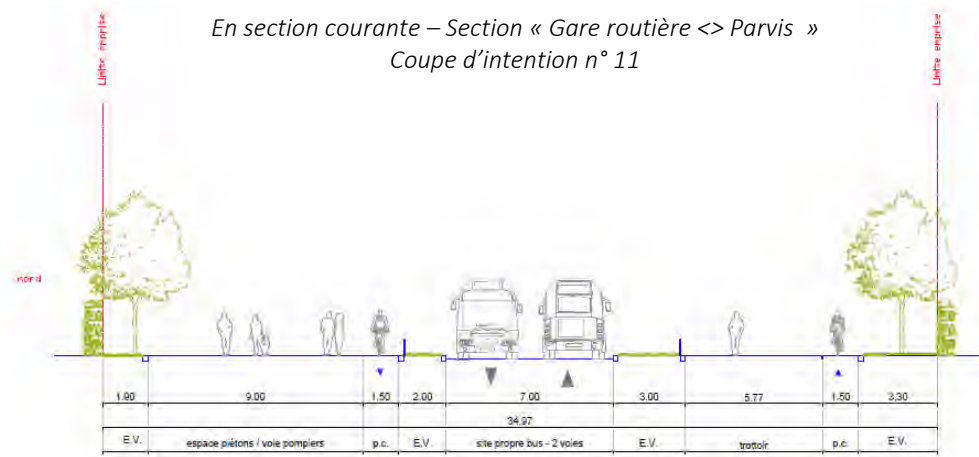 En section courante – Section « Gare routière <> Parvis »
Coupe d’intention n° 11
Limite emprise
Limite emprise
nord
1.90 9.00 1.50 2.00 7.00 3.00 5.77 1.50 3.30
34.97
E.V. espace piétons / voie pompiers p.c. E.V. site propre bus - 2 voies E.V. trottoir p.c. E.V.